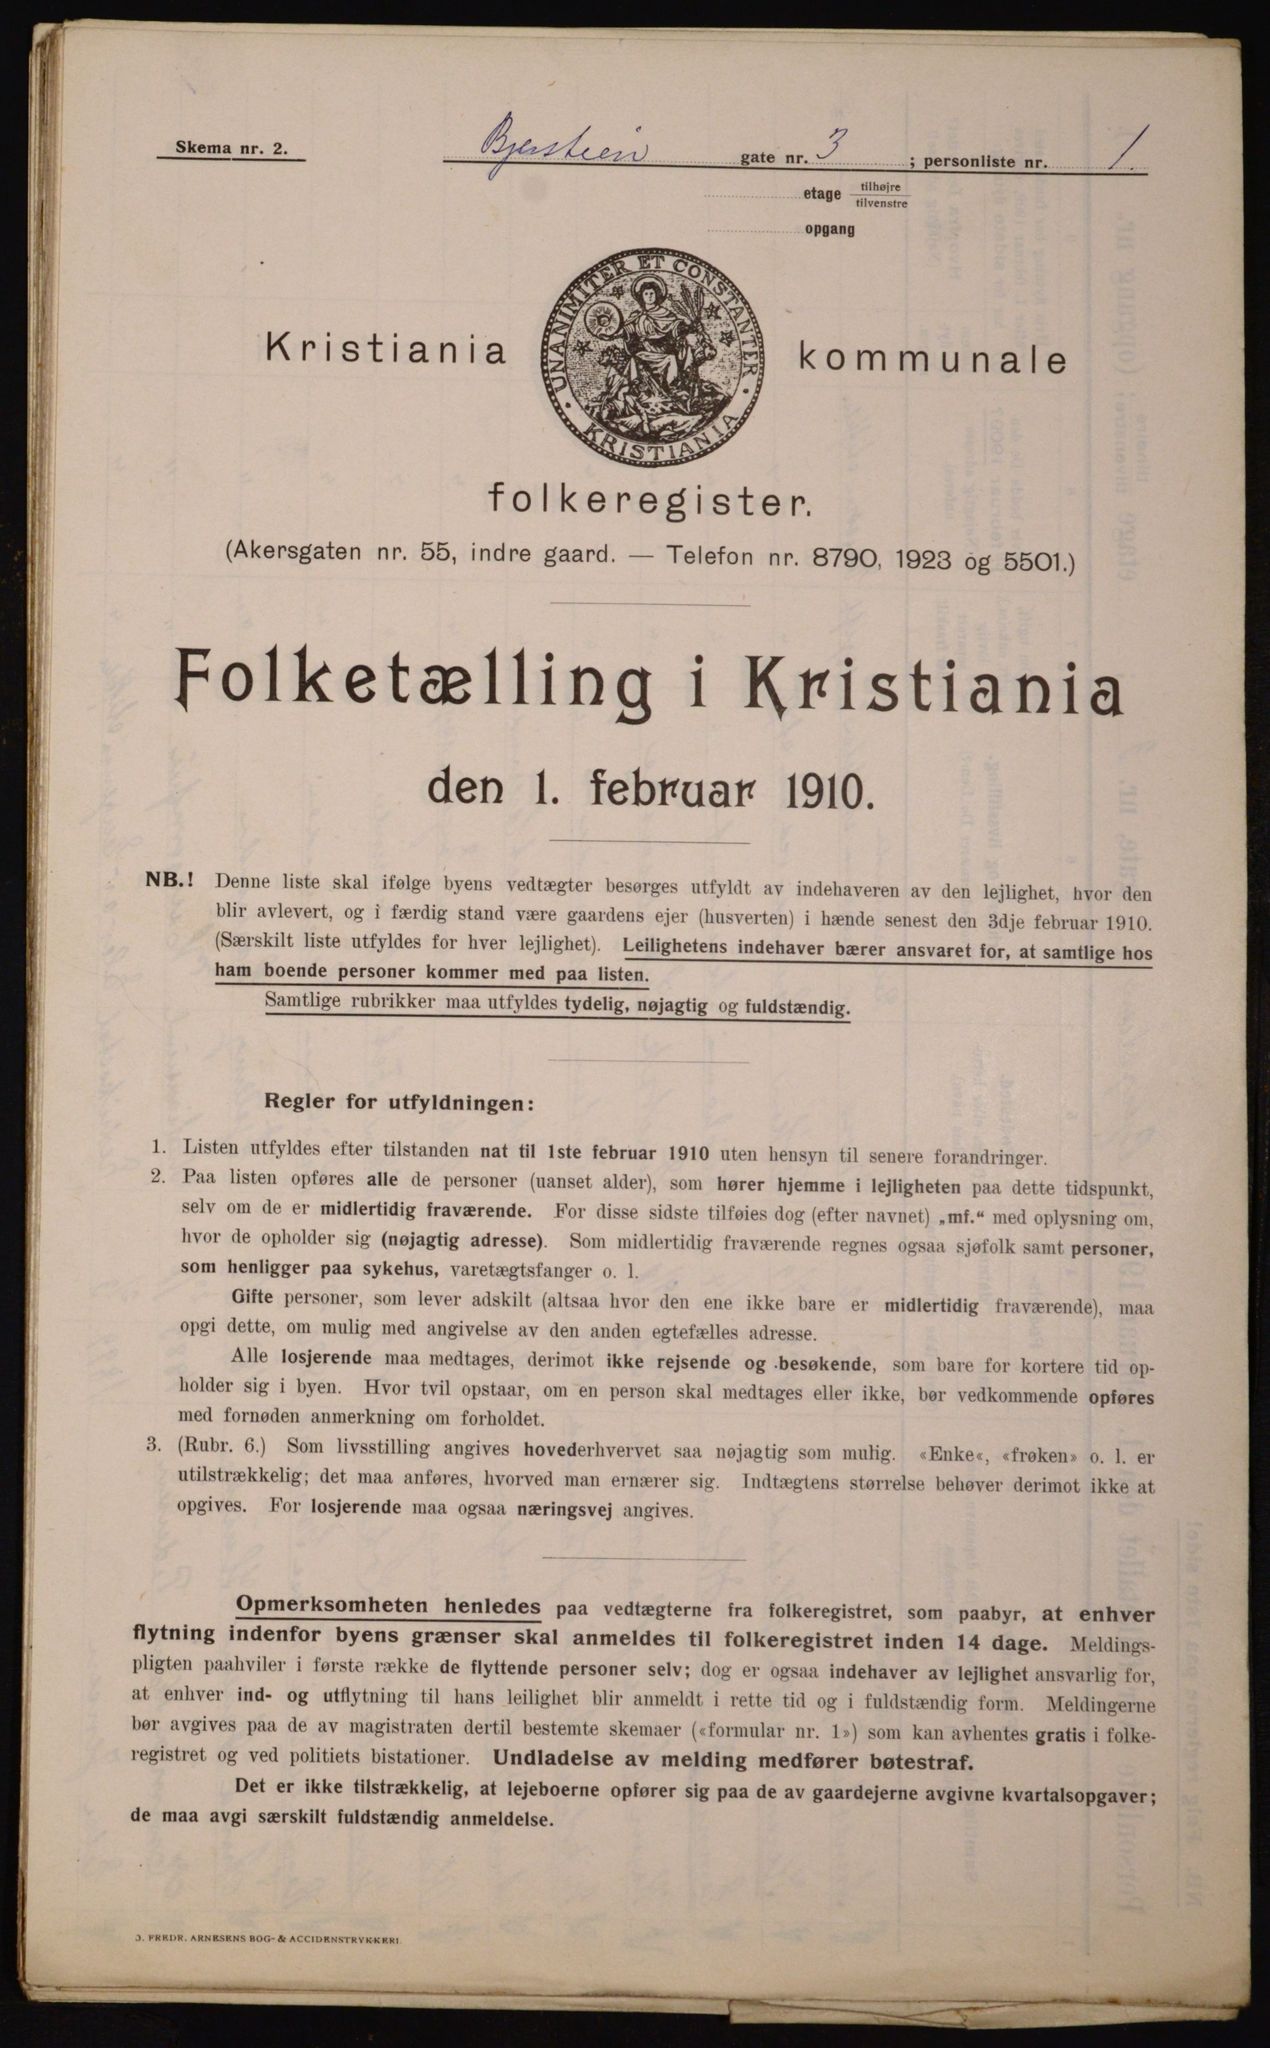 Skema nr. 2.
gate nr. 3 ; personliste nr. 1
etage tilhøjre
tilvenstre
opgang
UNANIMITER ET CONSTANTER
KRISTIANIA
Kristiania kommunale
folkeregister.
(Akersgaten nr. 55, indre gaard. — Telefon nr. 8790, 1923 og 5501.)
Folketælling i Kristiania
den 1. februar 1910.
NB.! Denne liste skal ifølge byens vedtægter besørges utfyldt av indehaveren av den lejlighet, hvor den
blir avlevert, og i færdig stand være gaardens ejer (husverten) i hænde senest den 3dje februar 1910.
(Særskilt liste utfyldes for hver lejlighet). Leilighetens indehaver bærer ansvaret for, at samtlige hos
ham boende personer kommer med paa listen.
Samtlige rubrikker maa utfyldes tydelig, nøjagtig og fuldstændig.
Regler for utfyldningen:
1. Listen utfyldes efter tilstanden nat til 1ste februar 1910 uten hensyn til senere forandringer.
2. Paa listen opføres alle de personer (uanset alder), som hører hjemme i lejligheten paa dette tidspunkt,
selv om de er midlertidig fraværende. For disse sidste tilføies dog (efter navnet) „mf.“ med oplysning om,
hvor de opholder sig (nøjagtig adresse). Som midlertidig fraværende regnes ogsaa sjøfolk samt personer,
som henligger paa sykehus, varetægtsfanger o. l.
Gifte personer, som lever adskilt (altsaa hvor den ene ikke bare er midlertidig fraværende), maa
opgi dette, om mulig med angivelse av den anden egtefælles adresse.
Alle losjerende maa medtages, derimot ikke rejsende og besøkende, som bare for kortere tid op-
holder sig i byen. Hvor tvil opstaar, om en person skal medtages eller ikke, bør vedkommende opføres
med fornøden anmerkning om forholdet.
3. (Rubr. 6.) Som livsstilling angives hovederhvervet saa nøjagtig som mulig. «Enke«, «frøken» o. l. er
utilstrækkelig; det maa anføres, hvorved man ernærer sig. Indtægtens størrelse behøver derimot ikke at
opgives. For losjerende maa ogsaa næringsvej angives.
Opmerksomheten henledes paa vedtægterne fra folkeregistret, som paabyr, at enhver
flytning indenfor byens grænser skal anmeldes til folkeregistret inden 14 dage. Meldings-
pligten paahviler i første række de flyttende personer selv; dog er ogsaa indehaver av lejlighet ansvarlig for,
at enhver ind- og utflytning til hans leilighet blir anmeldt i rette tid og i fuldstændig form. Meldingerne
bør avgives paa de av magistraten dertil bestemte skemaer («formular nr. 1») som kan avhentes gratis i folke-
registret og ved politiets bistationer. Undladelse av melding medfører bøtestraf.
Det er ikke tilstrækkelig, at lejeboerne opfører sig paa de av gaardejerne avgivne kvartalsopgaver;
de maa avgi særskilt fuldstændig anmeldelse.
J. FREDR. ARNESENS BOG- & ACCIDENSTRYKKERI.